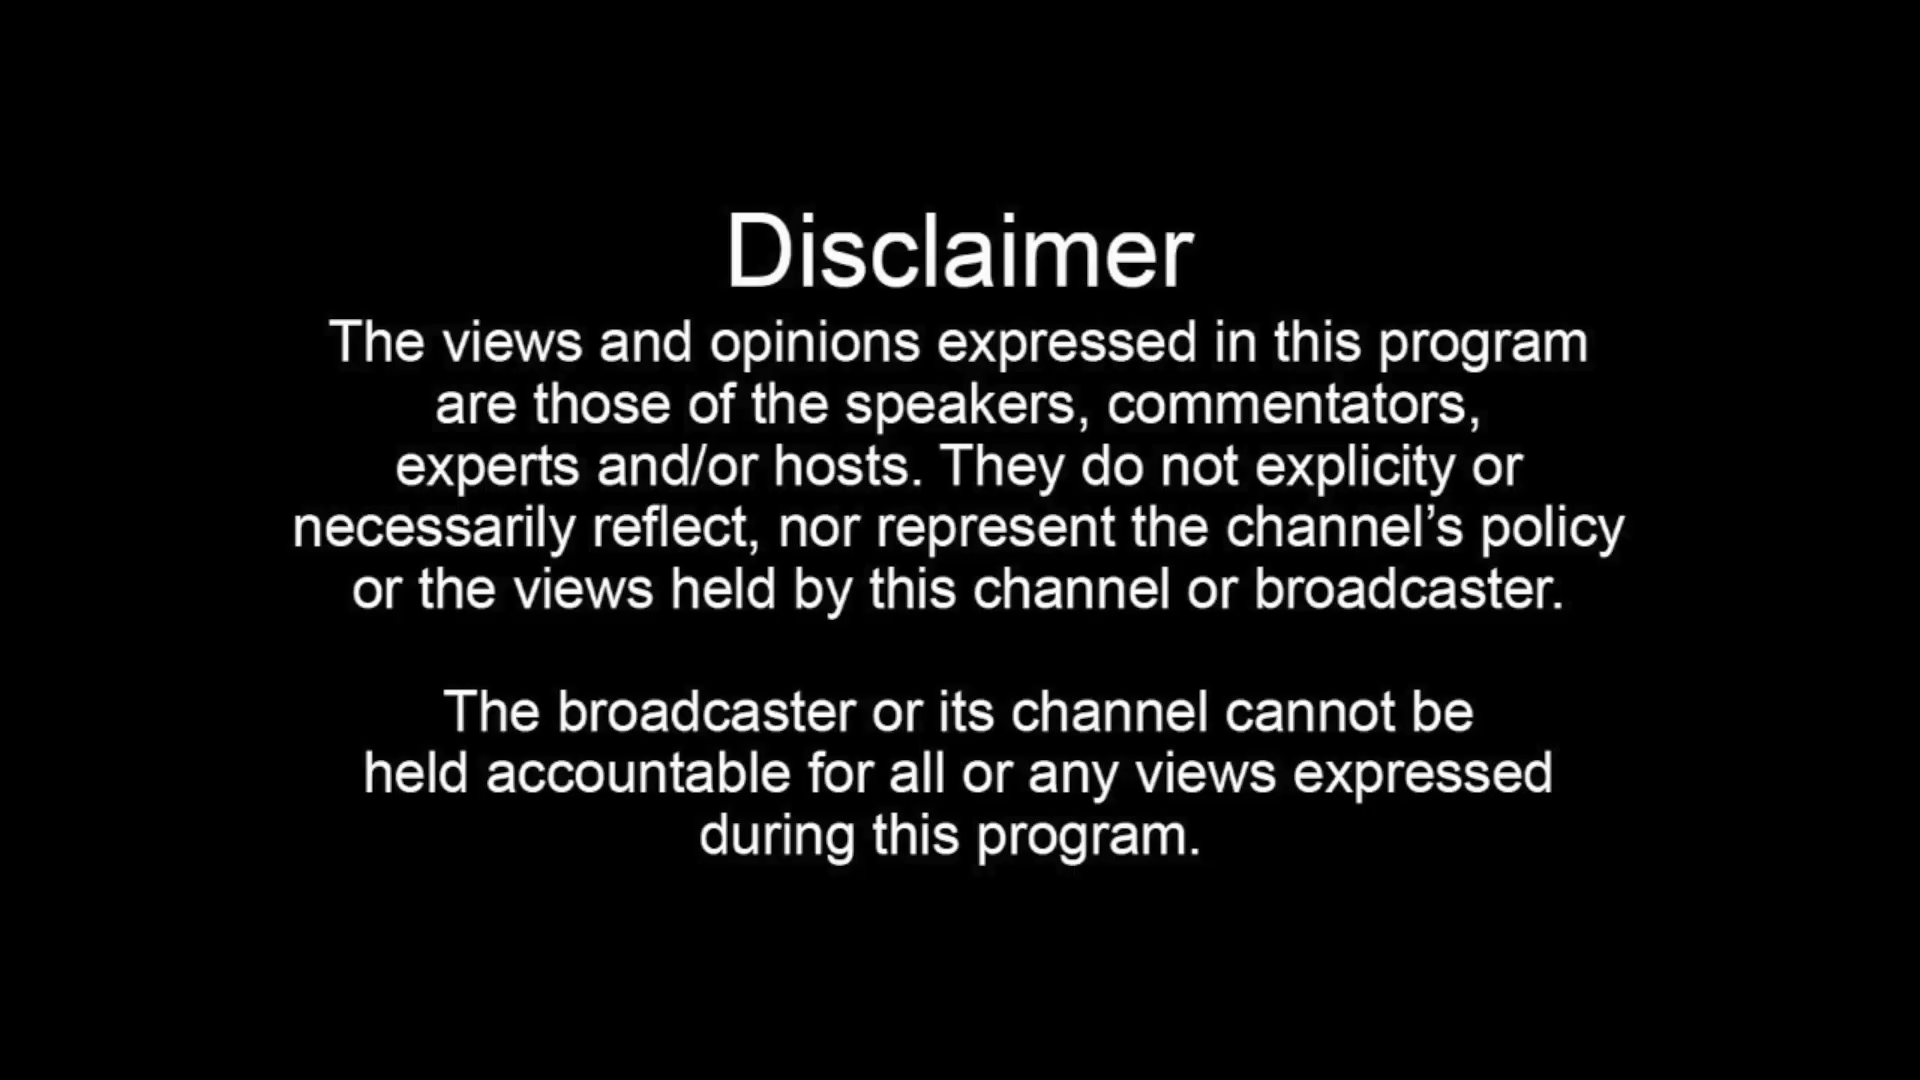 Disclaimer
The views and opinions expressed in this program
are those of the speakers, commentators,
experts and/or hosts. They do not explicity or
necessarily reflect, nor represent the channel’s policy
or the views held by this channel or broadcaster.
The broadcaster or its channel cannot be
held accountable for all or any views expressed
during this program.